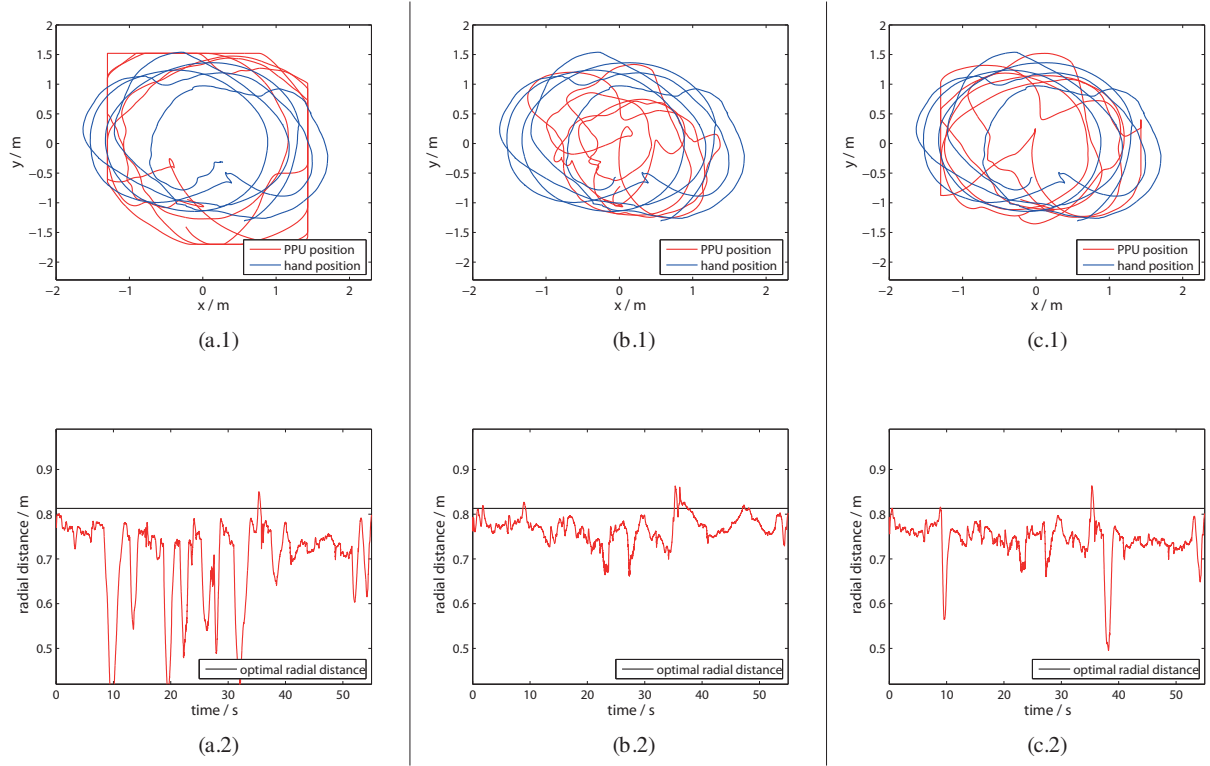 2
1.5
1
0.5
0
−0.5
−1
−1.5
−2
y / m
PPU position
hand position
−2
−1
0
1
2
x / m
(a.1)
2
1.5
1
0.5
0
−0.5
−1
−1.5
−2
y / m
PPU position
hand position
−2
−1
0
1
2
x / m
(b.1)
2
1.5
1
0.5
0
−0.5
−1
−1.5
−2
y / m
PPU position
hand position
−2
−1
0
1
2
x / m
(c.1)
0.9
0.8
0.7
0.6
0.5
radial distance / m
optimal radial distance
0
10
20
30
40
50
time / s
(a.2)
0.9
0.8
0.7
0.6
0.5
radial distance / m
optimal radial distance
0
10
20
30
40
50
time / s
(b.2)
0.9
0.8
0.7
0.6
0.5
radial distance / m
optimal radial distance
0
10
20
30
40
50
time / s
(c.2)